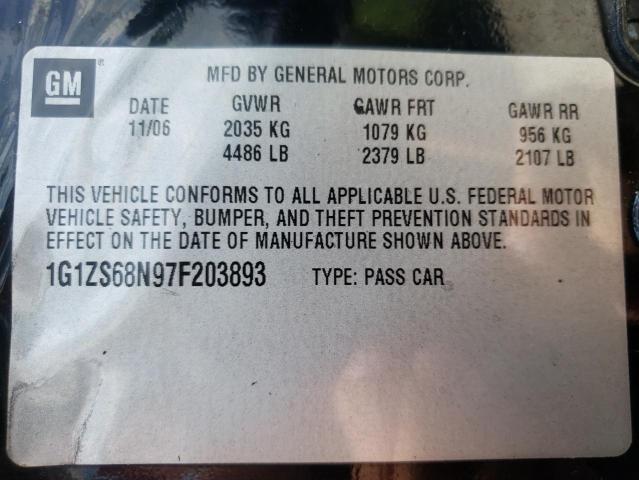 GM®
MFD BY GENERAL MOTORS CORP.
DATE GVWR GAWR FRT GAWR RR
11/06 2035 KG 1079 KG 956 KG
4486 LB 2379 LB 2107 LB
THIS VEHICLE CONFORMS TO ALL APPLICABLE U.S. FEDERAL MOTOR
VEHICLE SAFETY, BUMPER, AND THEFT PREVENTION STANDARDS IN
EFFECT ON THE DATE OF MANUFACTURE SHOWN ABOVE.
1G1ZS68N97F203893 TYPE: PASS CAR